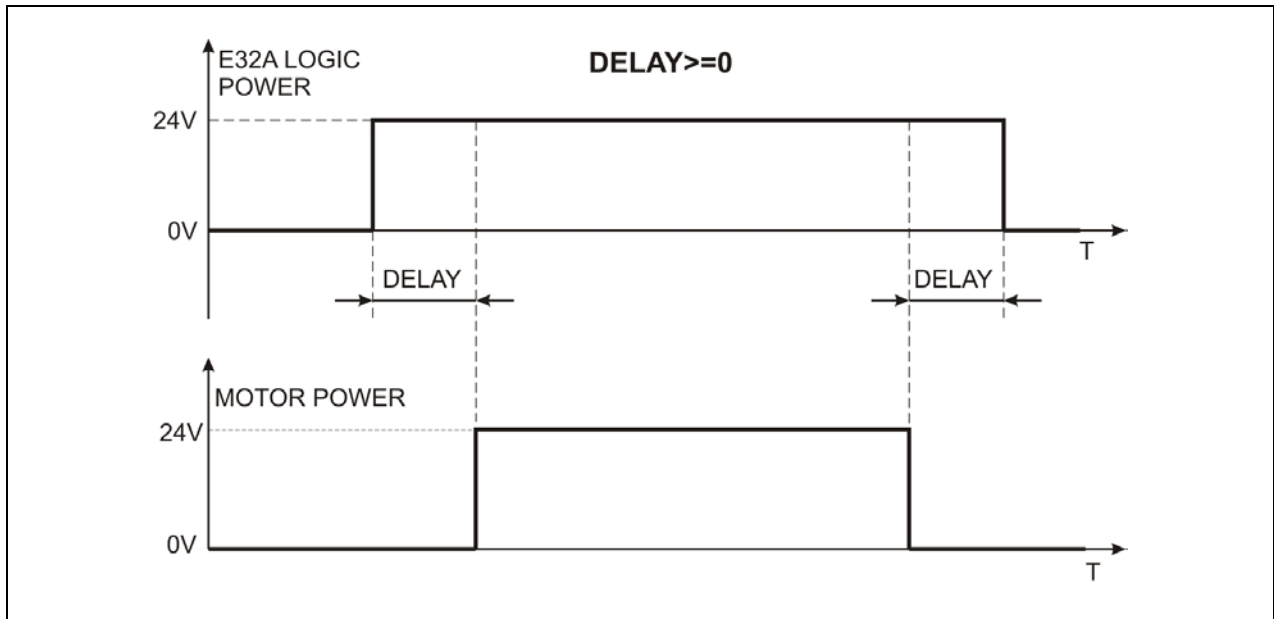 E32A LOGIC
POWER
DELAY>=0
24V
0V
T
DELAY
DELAY
MOTOR POWER
24V
0V
T